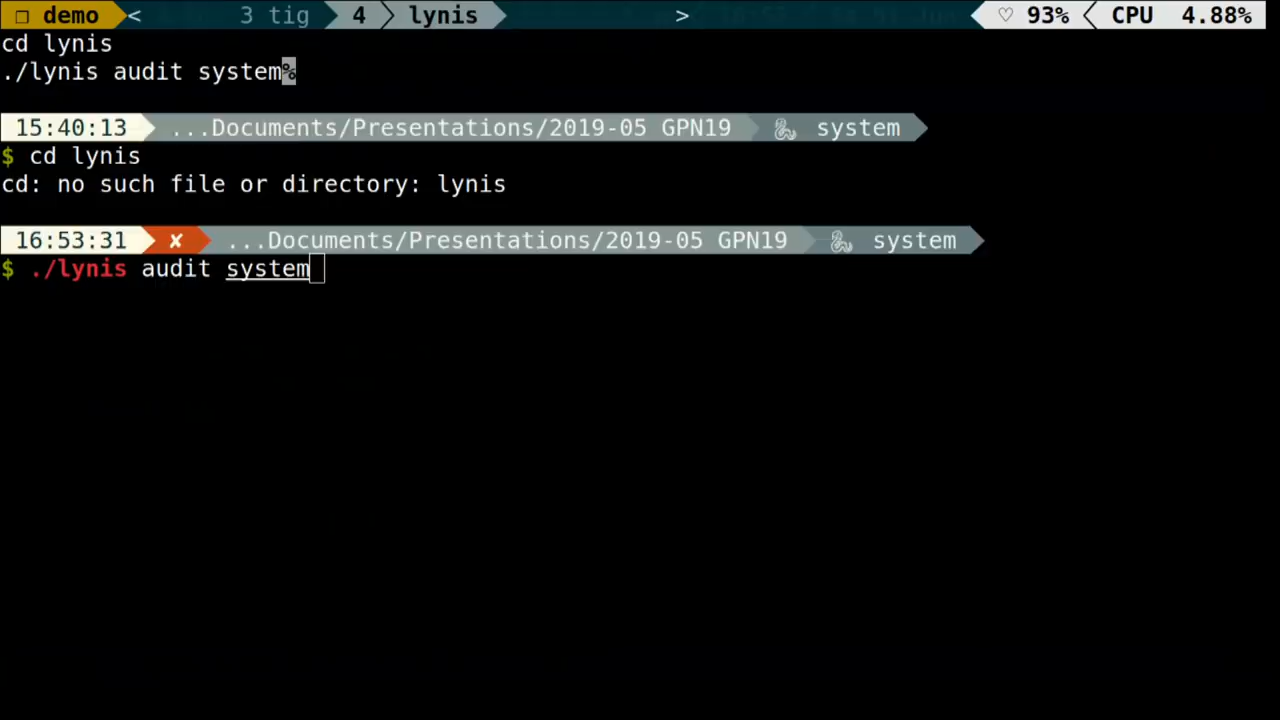 ❐ demo < 3 tig 4 lynis > ♡ 93% CPU 4.88%
cd lynis
./lynis audit system%
15:40:13 ...Documents/Presentations/2019-05 GPN19 🐍 system
$ cd lynis
cd: no such file or directory: lynis
16:53:31 ✘ ...Documents/Presentations/2019-05 GPN19 🐍 system
$ ./lynis audit system